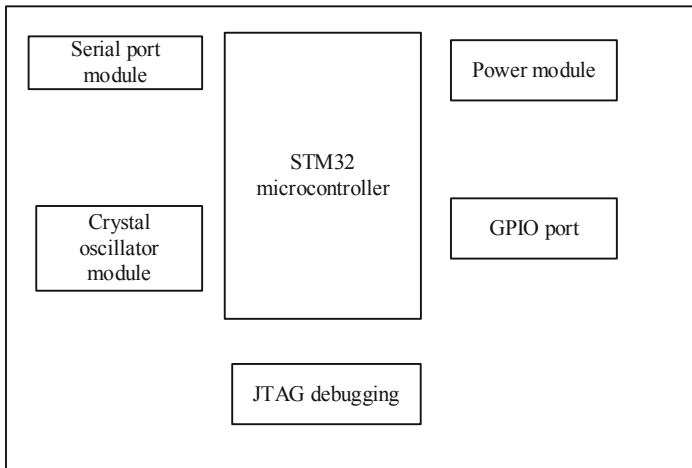 Serial port
module
Power module
STM32
microcontroller
Crystal
oscillator
module
GPIO port
JTAG debugging